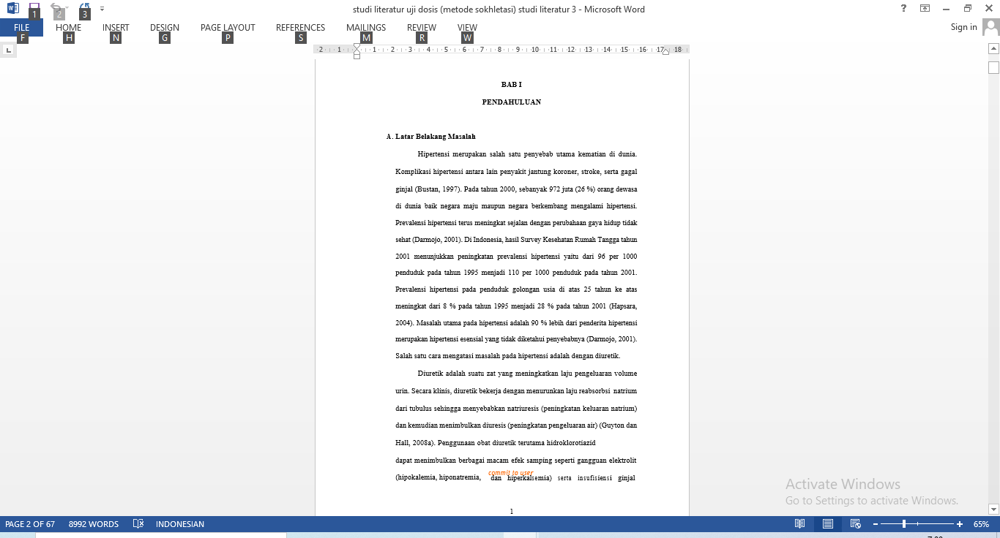 1 2 3
studi literatur uji dosis (metode sokhletasi) studi literatur 3 - Microsoft Word
?
FILE HOME INSERT DESIGN PAGE LAYOUT REFERENCES MAILINGS REVIEW VIEW Sign in
F H N G P S M R W
L
2 1 1 2 3 4 5 6 7 8 9 10 11 12 13 14 15 16 17 18
BAB I
PENDAHULUAN
A. Latar Belakang Masalah
Hipertensi merupakan salah satu penyebab utama kematian di dunia.
Komplikasi hipertensi antara lain penyakit jantung koroner, stroke, serta gagal
ginjal (Bustan, 1997). Pada tahun 2000, sebanyak 972 juta (26 %) orang dewasa
di dunia baik negara maju maupun negara berkembang mengalami hipertensi.
Prevalensi hipertensi terus meningkat sejalan dengan perubahaan gaya hidup tidak
sehat (Darmojo, 2001). Di Indonesia, hasil Survey Kesehatan Rumah Tangga tahun
2001 menunjukkan peningkatan prevalensi hipertensi yaitu dari 96 per 1000
penduduk pada tahun 1995 menjadi 110 per 1000 penduduk pada tahun 2001.
Prevalensi hipertensi pada penduduk golongan usia di atas 25 tahun ke atas
meningkat dari 8 % pada tahun 1995 menjadi 28 % pada tahun 2001 (Hapsara,
2004). Masalah utama pada hipertensi adalah 90 % lebih dari penderita hipertensi
merupakan hipertensi esensial yang tidak diketahui penyebabnya (Darmojo, 2001).
Salah satu cara mengatasi masalah pada hipertensi adalah dengan diuretik.
Diuretik adalah suatu zat yang meningkatkan laju pengeluaran volume
urin. Secara klinis, diuretik bekerja dengan menurunkan laju reabsorbsi natrium
dari tubulus sehingga menyebabkan natriuresis (peningkatan keluaran natrium)
dan kemudian menimbulkan diuresis (peningkatan pengeluaran air) (Guyton dan
Hall, 2008a). Penggunaan obat diuretik terutama hidroklorotiazid
dapat menimbulkan berbagai macam efek samping seperti gangguan elektrolit
commit to user
(hipokalemia, hiponatremia, dan hiperkalsemia) serta insufisiensi ginjal
1
Activate Windows
Go to Settings to activate Windows.
PAGE 2 OF 67 8992 WORDS INDONESIAN 65%